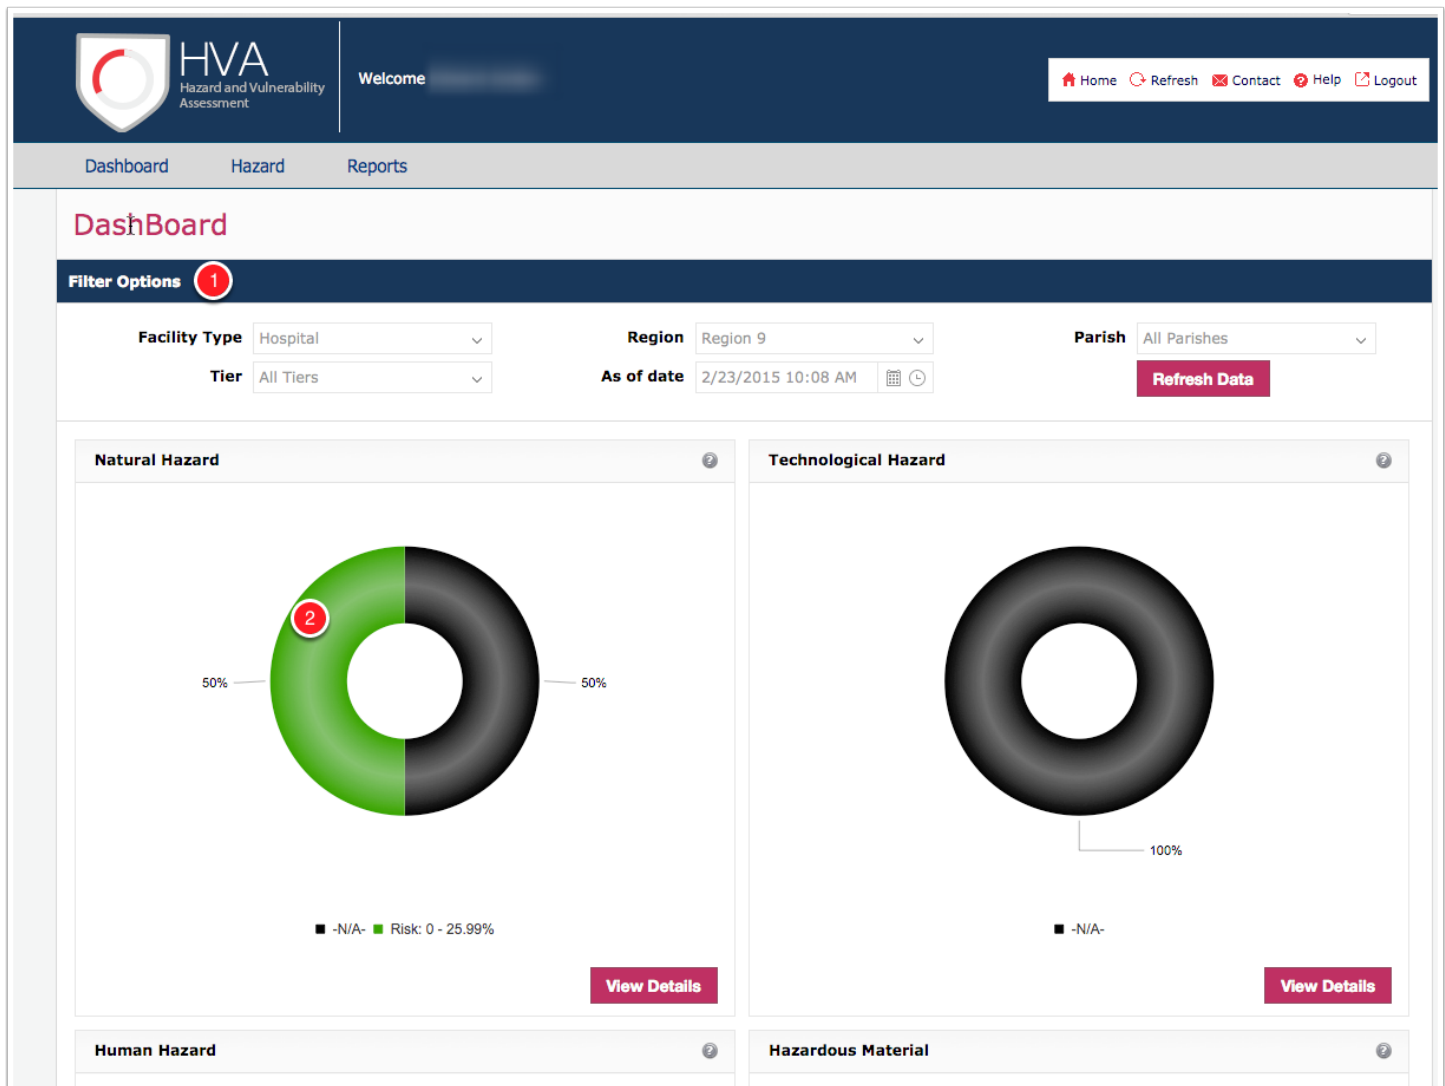 HVA
Hazard and Vulnerability
Assessment
Welcome
Home Refresh Contact Help Logout
Dashboard Hazard Reports
DashBoard
Filter Options 1
Facility Type Hospital Region Region 9 Parish All Parishes
Tier All Tiers As of date 2/23/2015 10:08 AM Refresh Data
Natural Hazard Technological Hazard
2
50% 50%
100%
-N/A- Risk: 0 - 25.99% -N/A-
View Details View Details
Human Hazard Hazardous Material